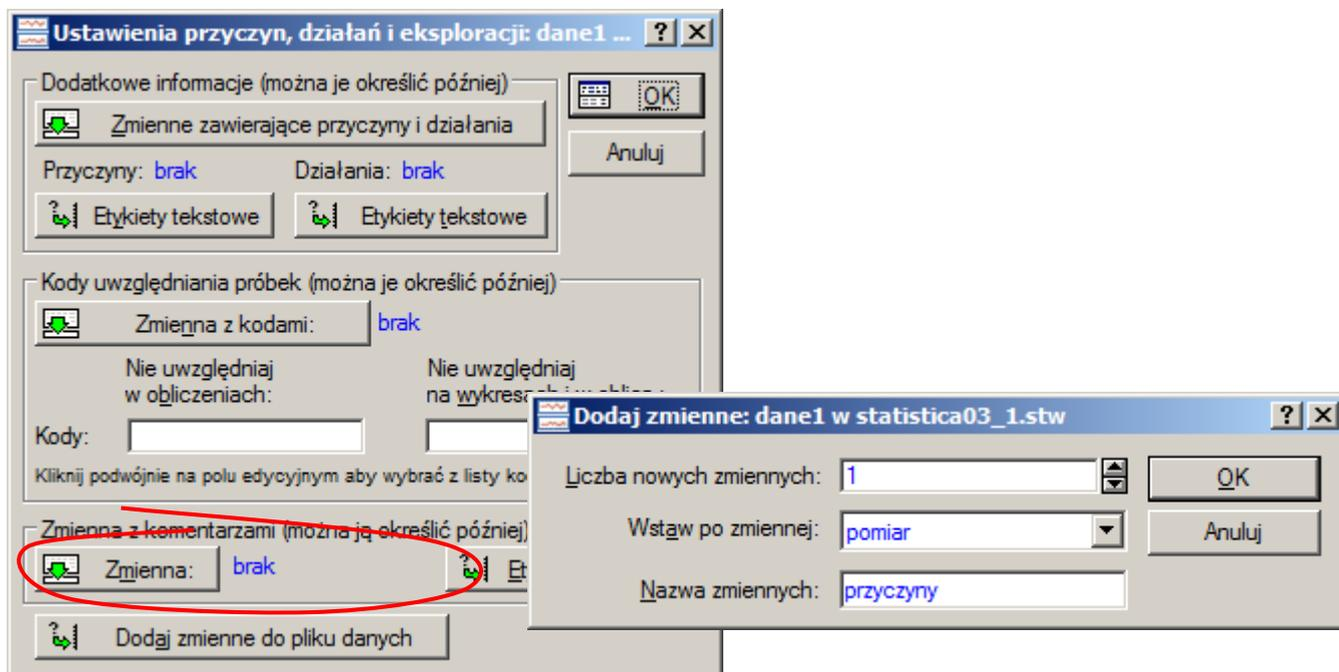 Ustawienia przyczyn, działań i eksploracji: dane1 ...
Dodatkowe informacje (można je określić później)
OK
Zmienne zawierające przyczyny i działania
Anuluj
Przyczyny: brak Działania: brak
Etykiety tekstowe Etykiety tekstowe
Kody uwzględniania próbek (można je określić później)
Zmienna z kodami: brak
Nie uwzględniaj Nie uwzględniaj
w obliczeniach: na wykresach i w
Kody:
Kliknij podwójnie na polu edycyjnym aby wybrać z listy
Zmienna z komentarzami (można ją określić później)
Zmienna: brak
Dodaj zmienne do pliku danych
Dodaj zmienne: dane1 w statistica03_1.stw
Liczba nowych zmiennych: 1 OK
Wstaw po zmiennej: pomiar Anuluj
Nazwa zmiennych: przyczyny